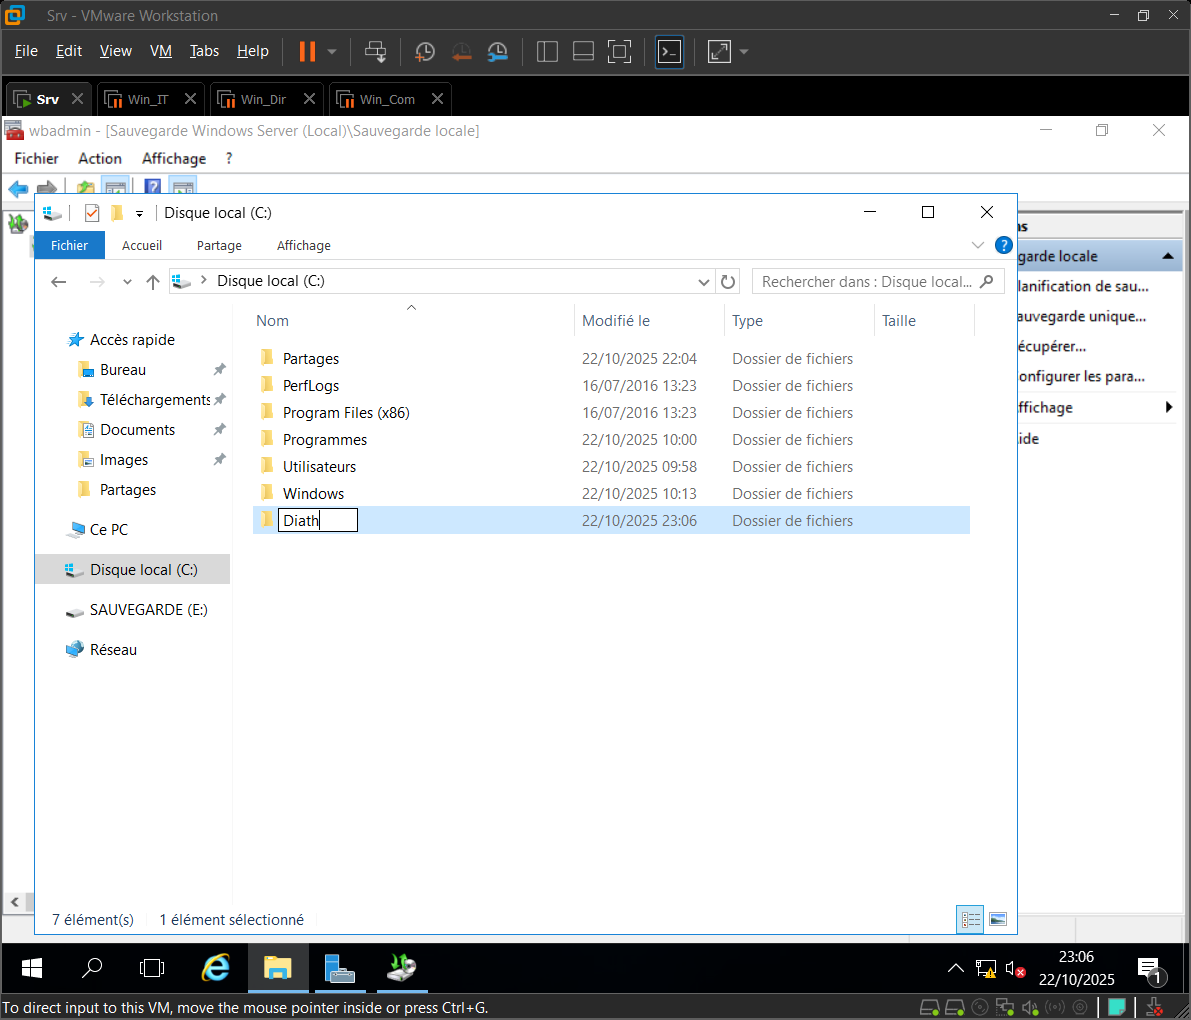 Srv - VMware Workstation
File Edit View VM Tabs Help
Srv Win_IT Win_Dir Win_Com
wbadmin - [Sauvegarde Windows Server (Local)\Sauvegarde locale]
Fichier Action Affichage ?
Disque local (C:)
Fichier Accueil Partage Affichage
Disque local (C:)
Rechercher dans : Disque local...
Nom Modifié le Type Taille
Accès rapide
Bureau
Téléchargements
Documents
Images
Partages
Ce PC
Disque local (C:)
SAUVEGARDE (E:)
Réseau
Partages 22/10/2025 22:04 Dossier de fichiers
PerfLogs 16/07/2016 13:23 Dossier de fichiers
Program Files (x86) 16/07/2016 13:23 Dossier de fichiers
Programmes 22/10/2025 10:00 Dossier de fichiers
Utilisateurs 22/10/2025 09:58 Dossier de fichiers
Windows 22/10/2025 10:13 Dossier de fichiers
Diath 22/10/2025 23:06 Dossier de fichiers
ns
garde locale
lanification de sau...
auvegarde unique...
écupérer...
onfigurer les para...
ffichage
ide
7 élément(s) 1 élément sélectionné
23:06
22/10/2025
1
To direct input to this VM, move the mouse pointer inside or press Ctrl+G.